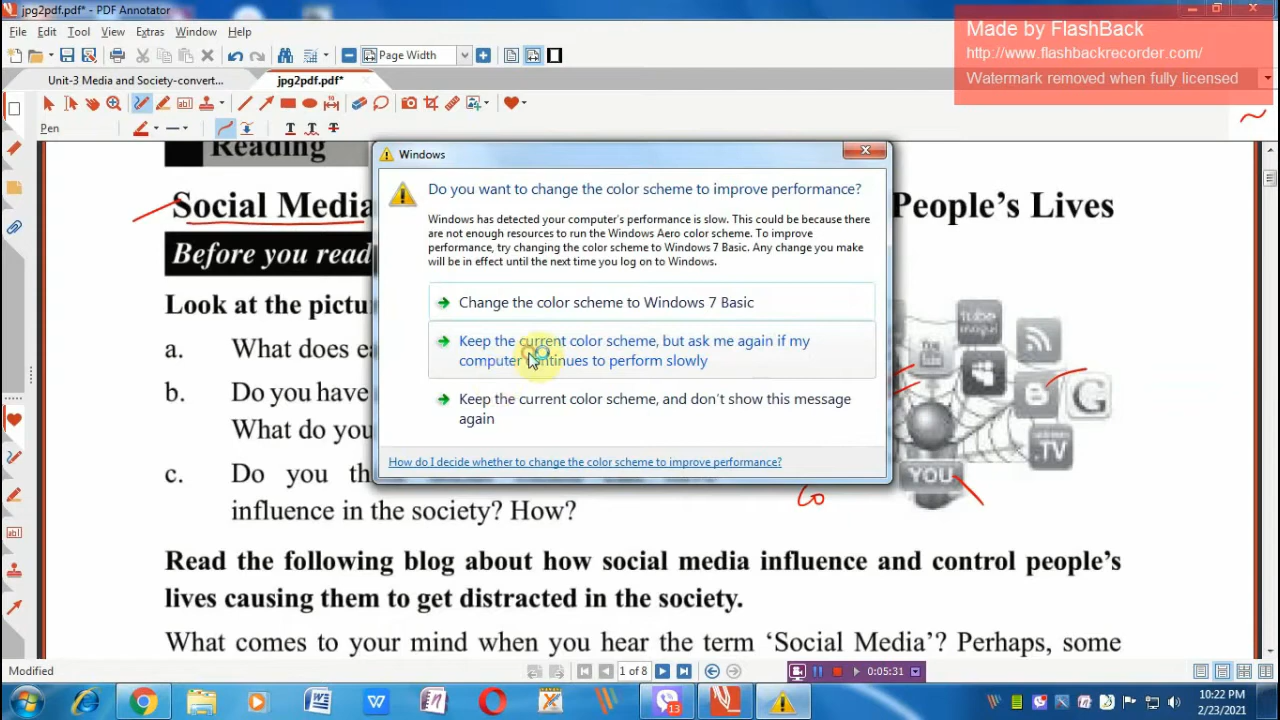 jpg2pdf.pdf* - PDF Annotator
File Edit Tool View Extras Window Help
Page Width
Unit-3 Media and Society-convert...
jpg2pdf.pdf*
Pen
Made by FlashBack
http://www.flashbackrecorder.com/
Watermark removed when fully licensed
Reading
Social Media
People's Lives
Before you read
Look at the pictu
a. What does ea
b. Do you have
What do you
c. Do you th
influence in the society? How?
Windows
Do you want to change the color scheme to improve performance?
Windows has detected your computer's performance is slow. This could be because there
are not enough resources to run the Windows Aero color scheme. To improve
performance, try changing the color scheme to Windows 7 Basic. Any change you make
will be in effect until the next time you log on to Windows.
Change the color scheme to Windows 7 Basic
Keep the current color scheme, but ask me again if my
computer continues to perform slowly
Keep the current color scheme, and don't show this message
again
How do I decide whether to change the color scheme to improve performance?
tube
mogul
G
.TV
YOU
Read the following blog about how social media influence and control people's
lives causing them to get distracted in the society.
What comes to your mind when you hear the term 'Social Media'? Perhaps, some
Modified
1 of 8
00:05:31
13
10:22 PM
2/23/2021